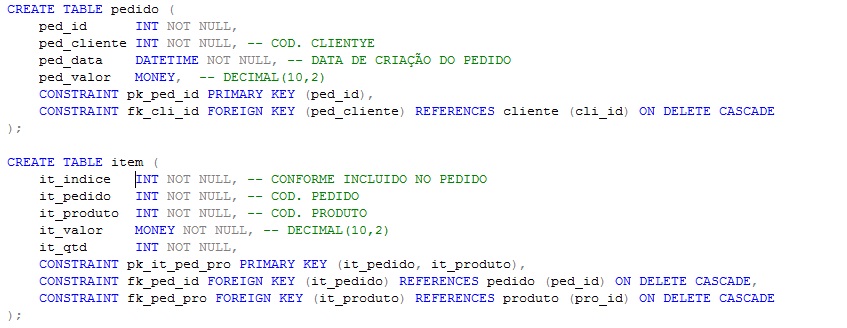 CREATE TABLE pedido (
ped_id INT NOT NULL,
ped_cliente INT NOT NULL, -- COD. CLIENTYE
ped_data DATETIME NOT NULL, -- DATA DE CRIAÇÃO DO PEDIDO
ped_valor MONEY, -- DECIMAL(10,2)
CONSTRAINT pk_ped_id PRIMARY KEY (ped_id),
CONSTRAINT fk_cli_id FOREIGN KEY (ped_cliente) REFERENCES cliente (cli_id) ON DELETE CASCADE
);
CREATE TABLE item (
it_indice INT NOT NULL, -- CONFORME INCLUIDO NO PEDIDO
it_pedido INT NOT NULL, -- COD. PEDIDO
it_produto INT NOT NULL, -- COD. PRODUTO
it_valor MONEY NOT NULL, -- DECIMAL(10,2)
it_qtd INT NOT NULL,
CONSTRAINT pk_it_ped_pro PRIMARY KEY (it_pedido, it_produto),
CONSTRAINT fk_ped_id FOREIGN KEY (it_pedido) REFERENCES pedido (ped_id) ON DELETE CASCADE,
CONSTRAINT fk_ped_pro FOREIGN KEY (it_produto) REFERENCES produto (pro_id) ON DELETE CASCADE
);